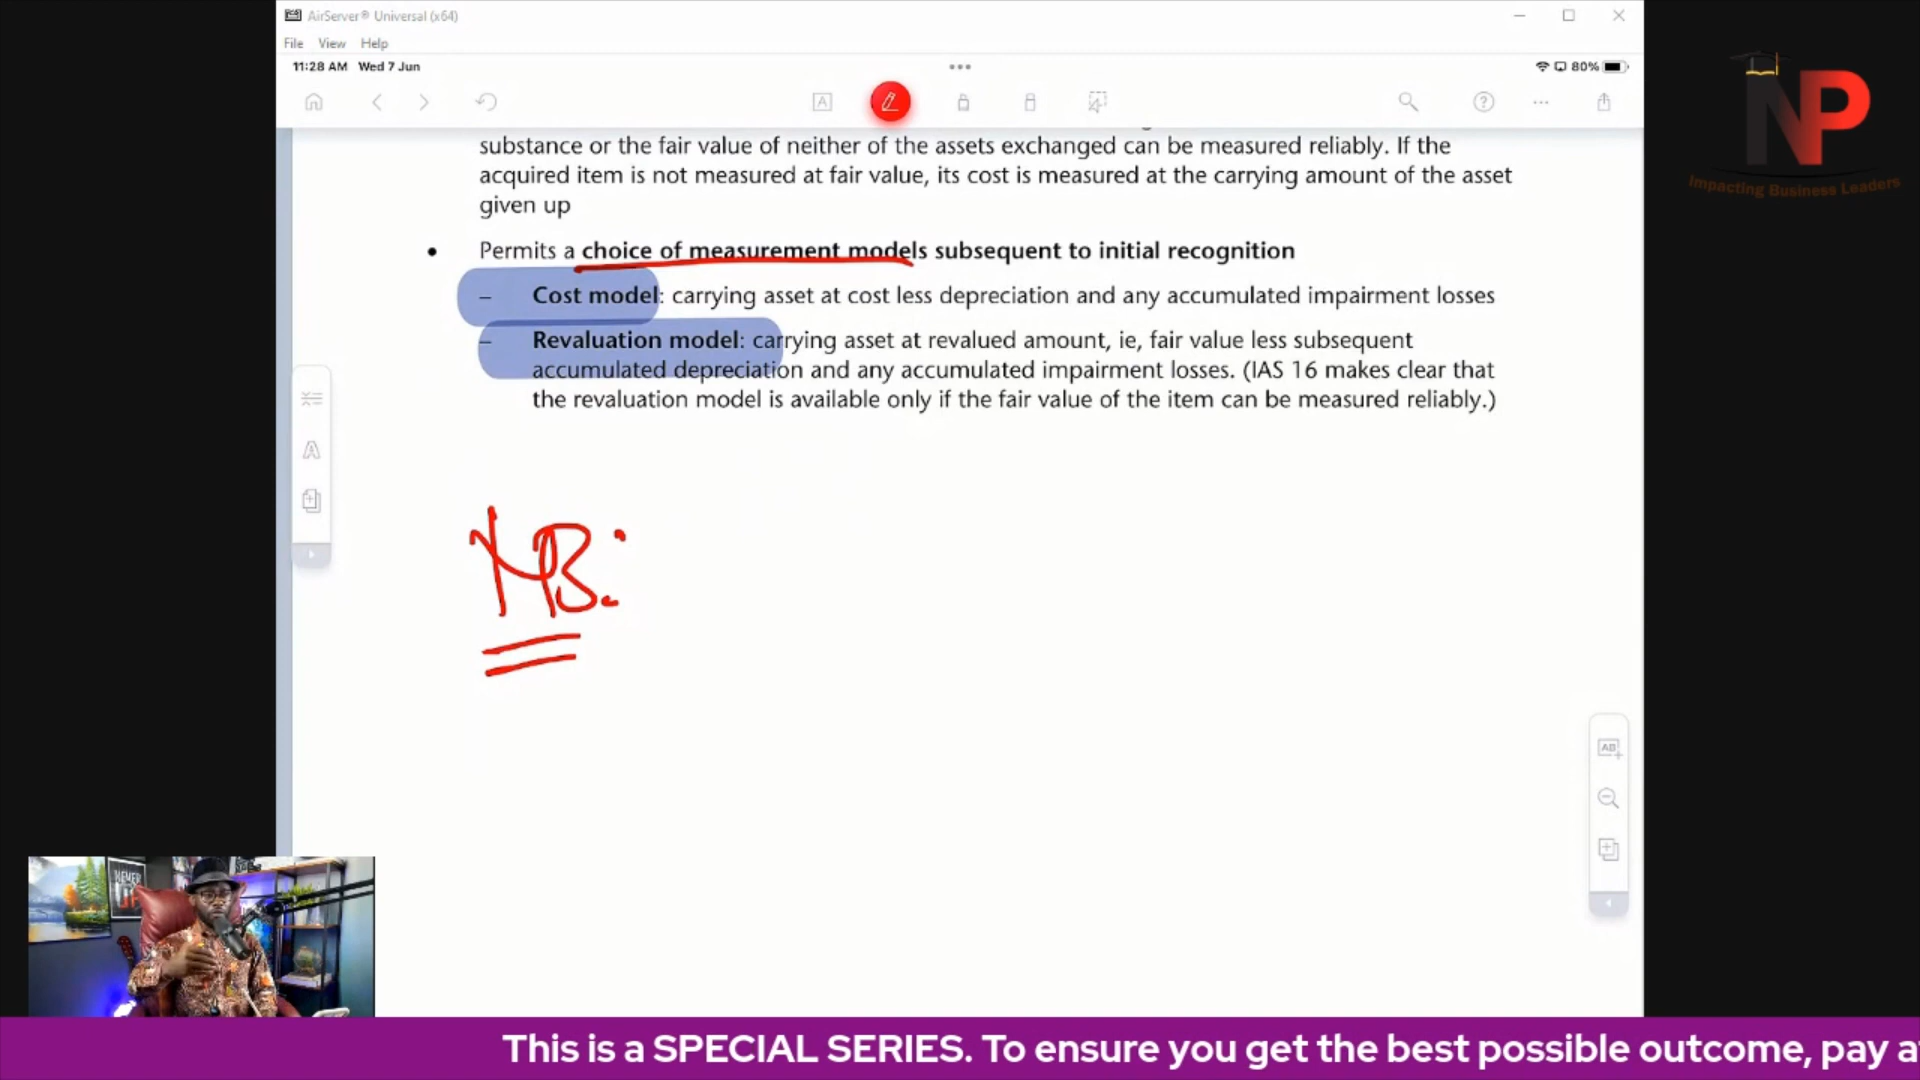 AirServer® Universal (x64)
File View Help
11:28 AM Wed 7 Jun
80%
NP
Impacting Business Leaders
substance or the fair value of neither of the assets exchanged can be measured reliably. If the
acquired item is not measured at fair value, its cost is measured at the carrying amount of the asset
given up
• Permits a choice of measurement models subsequent to initial recognition
– Cost model: carrying asset at cost less depreciation and any accumulated impairment losses
– Revaluation model: carrying asset at revalued amount, ie, fair value less subsequent
accumulated depreciation and any accumulated impairment losses. (IAS 16 makes clear that
the revaluation model is available only if the fair value of the item can be measured reliably.)
NB:
This is a SPECIAL SERIES. To ensure you get the best possible outcome, pay a